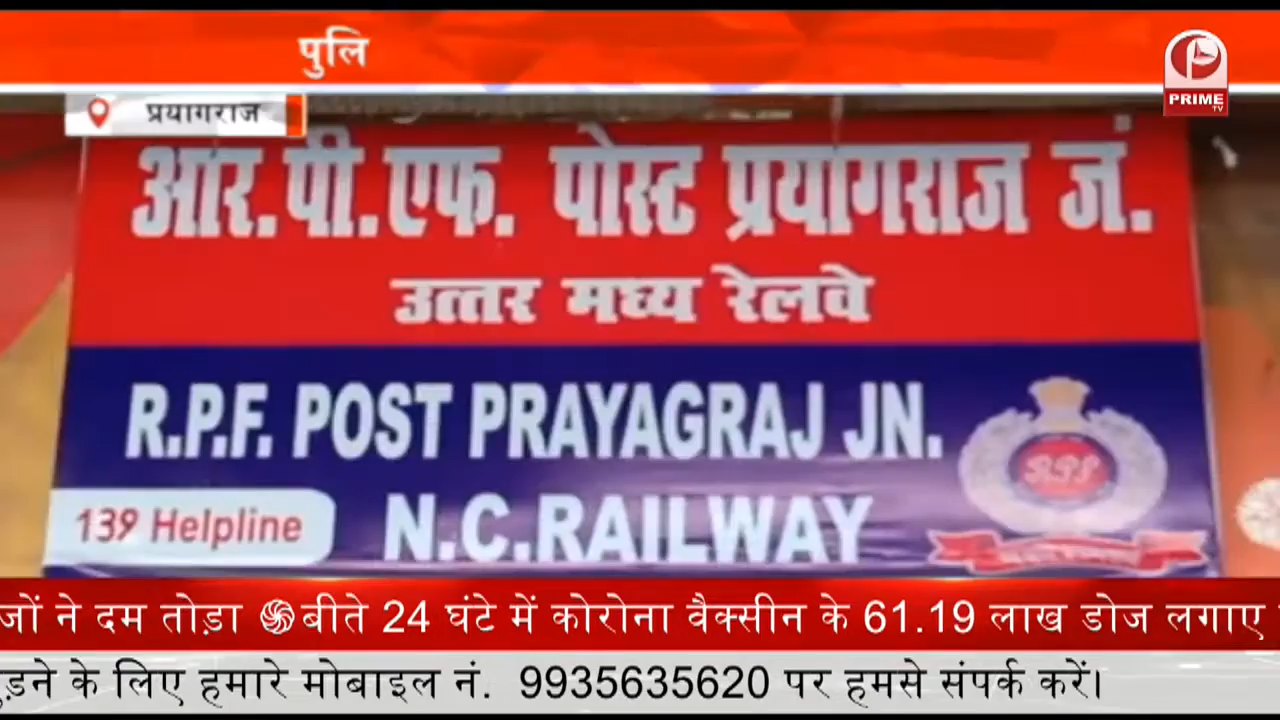 पुलि
PRIME
TV
प्रयागराज
आर.पी.एफ. पोस्ट प्रयागराज जं.
उत्तर मध्य रेलवे
R.P.F. POST PRAYAGRAJ JN.
139 Helpline
N.C.RAILWAY
जों ने दम तोड़ा बीते 24 घंटे में कोरोना वैक्सीन के 61.19 लाख डोज लगाए
ड़ने के लिए हमारे मोबाइल नं. 9935635620 पर हमसे संपर्क करें।